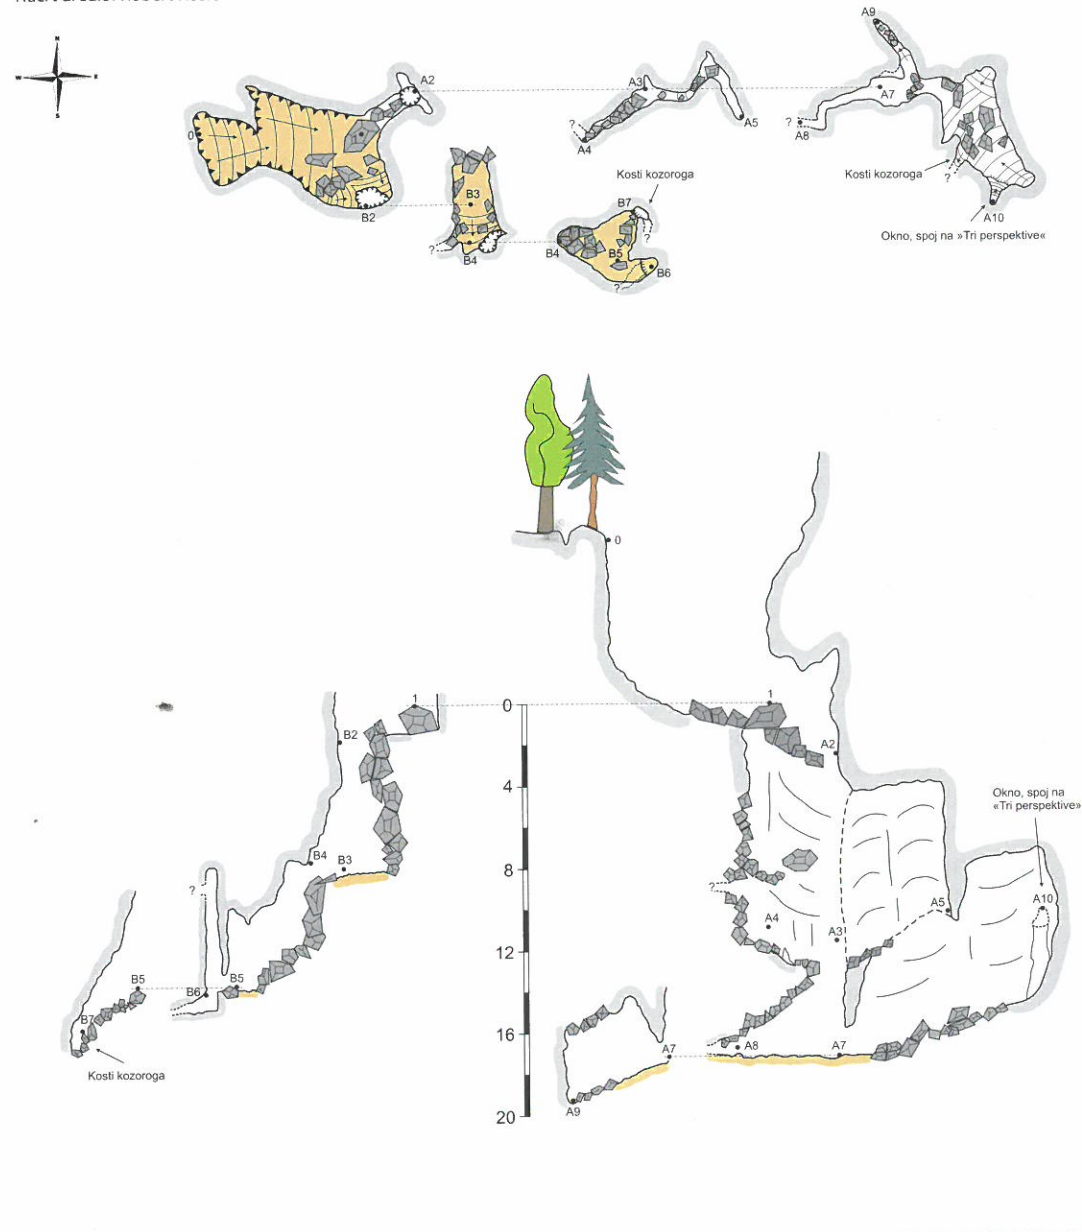 N
W E
S
A9
A2
A3
A7
0
?
A5
?
A8
A4
Kosti kozoroga
Kosti kozoroga
?
B3
B7
B2
A10
?
?
Okno, spoj na »Tri perspektive«
B4
B4
B5
B6
?
0
1
0
1
B2
A2
4
Okno, spoj na
«Tri perspektive»
B4
B3
8
?
?
A5
A10
A4
A3
12
B5
B5
B6
B7
16
A7
A8
A7
Kosti kozoroga
A9
20